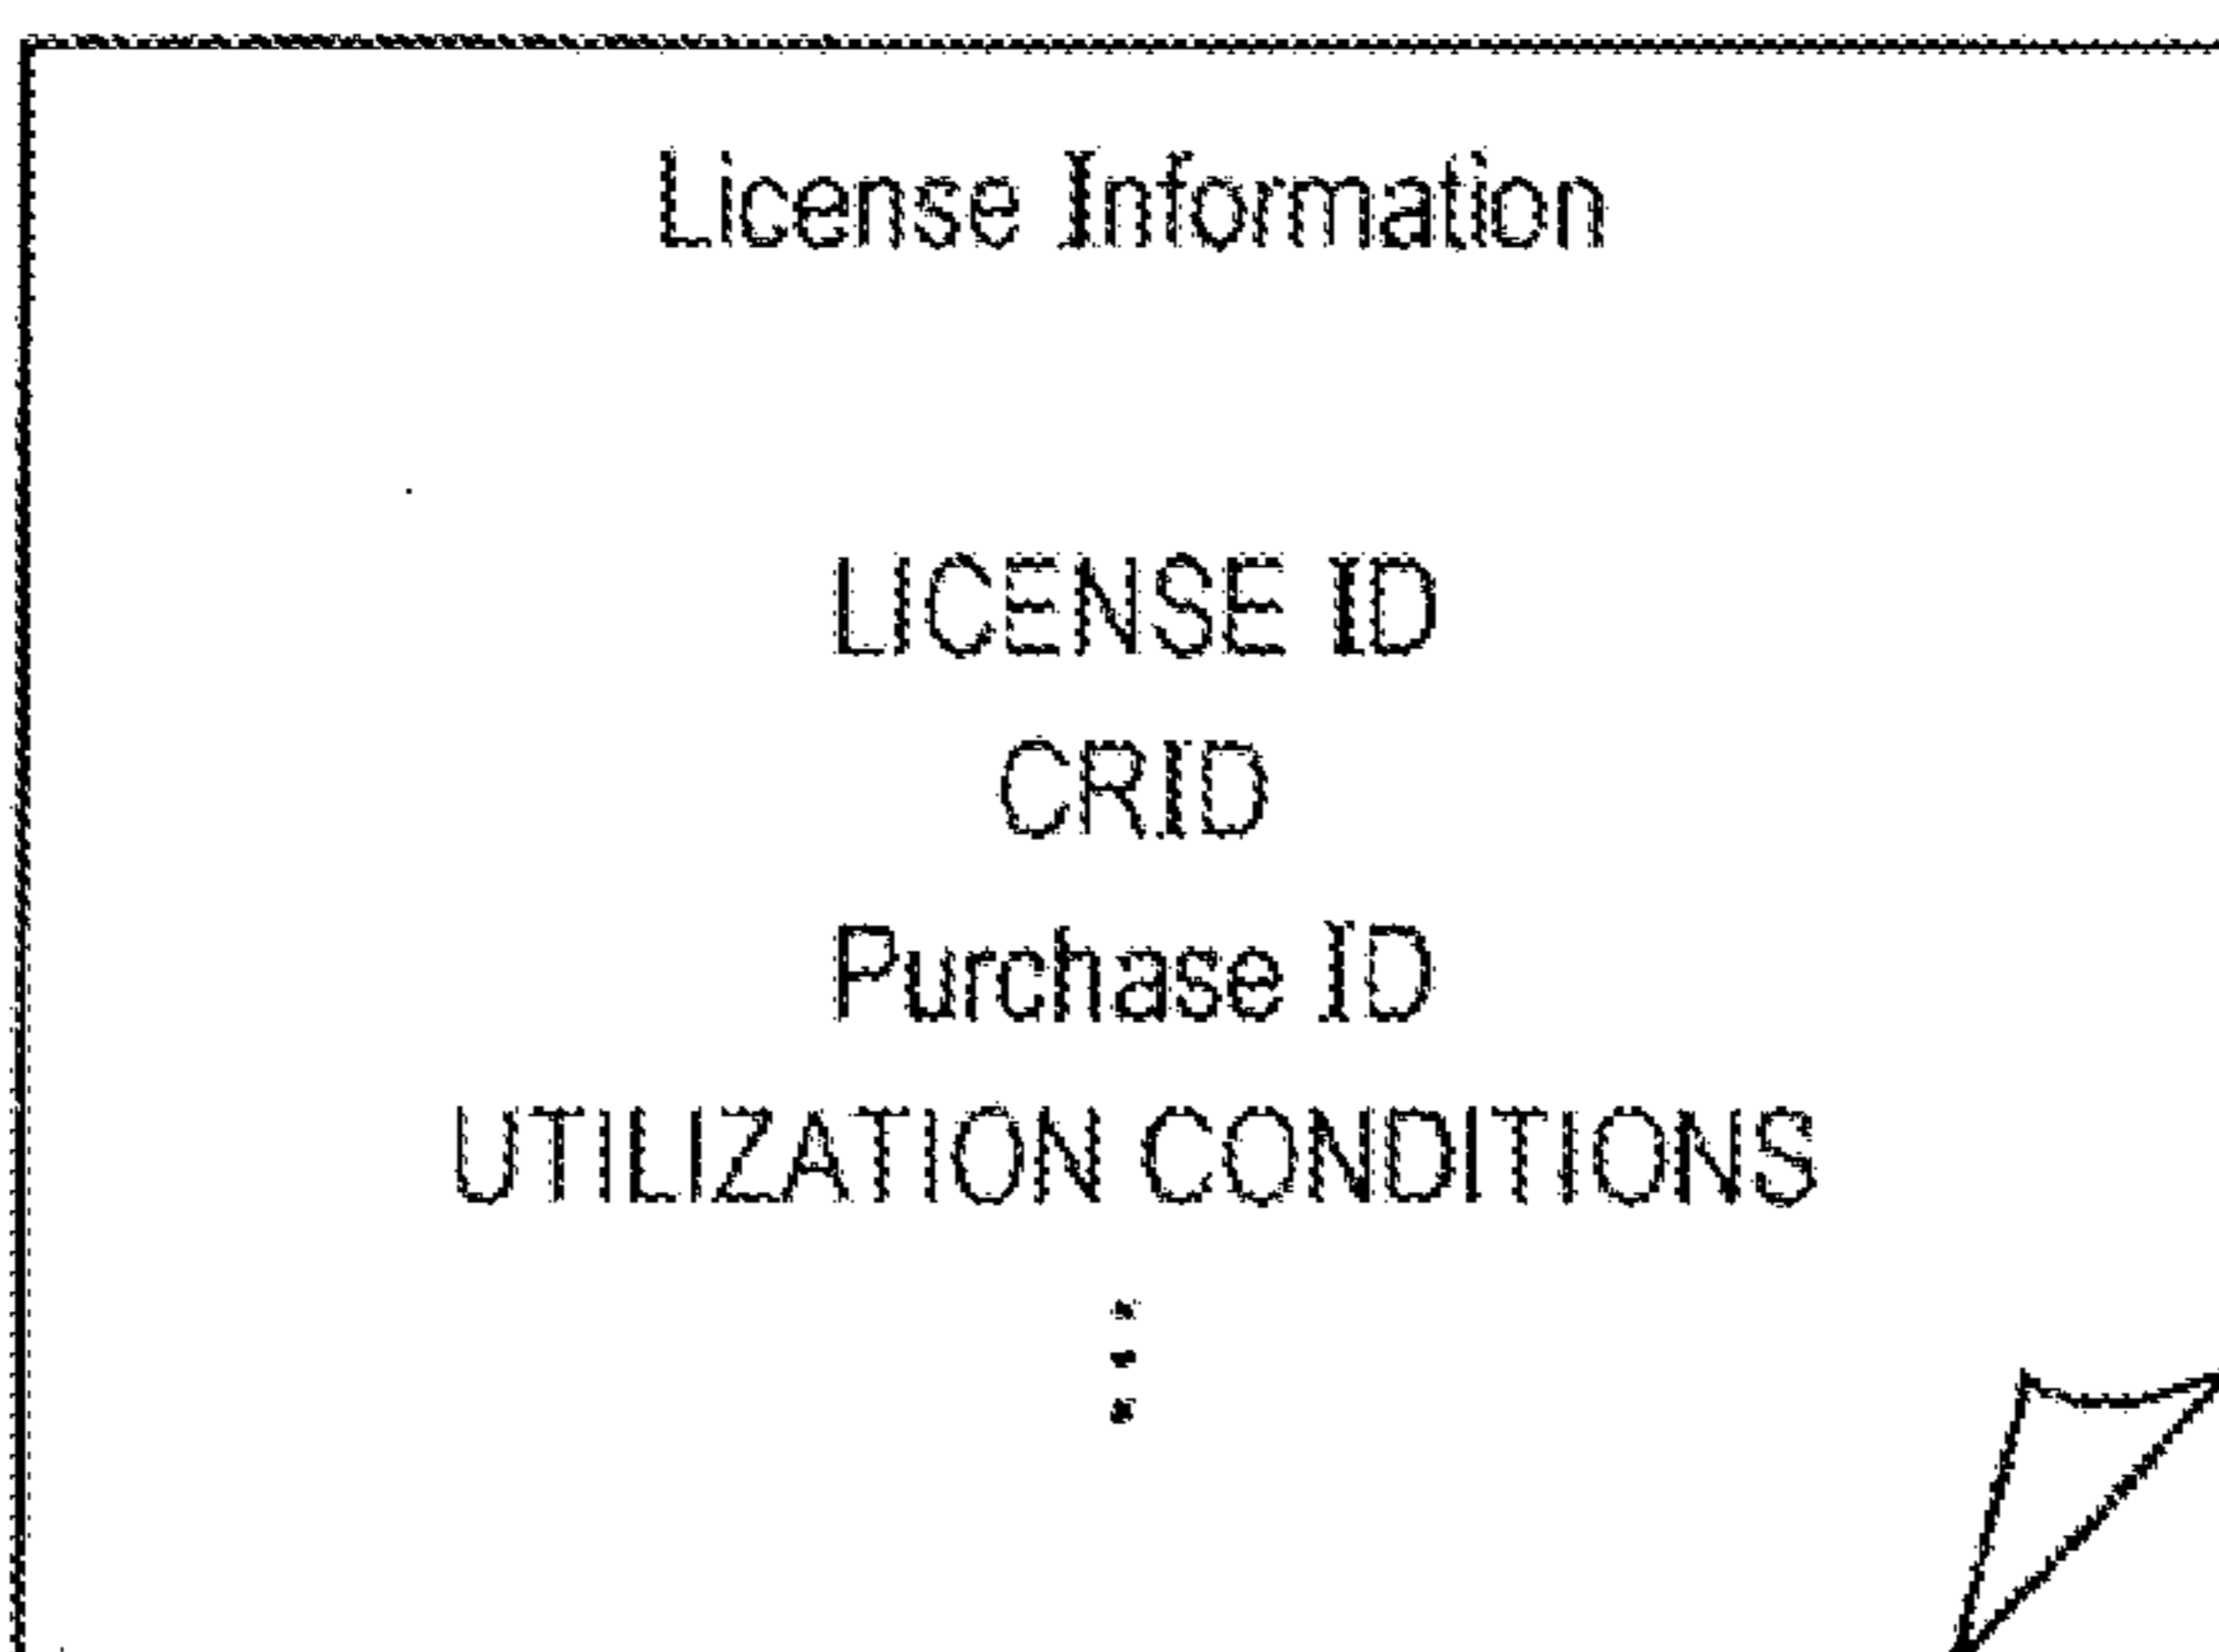 License Information
LICENSE ID
CRID
Purchase ID
UTILIZATION CONDITIONS